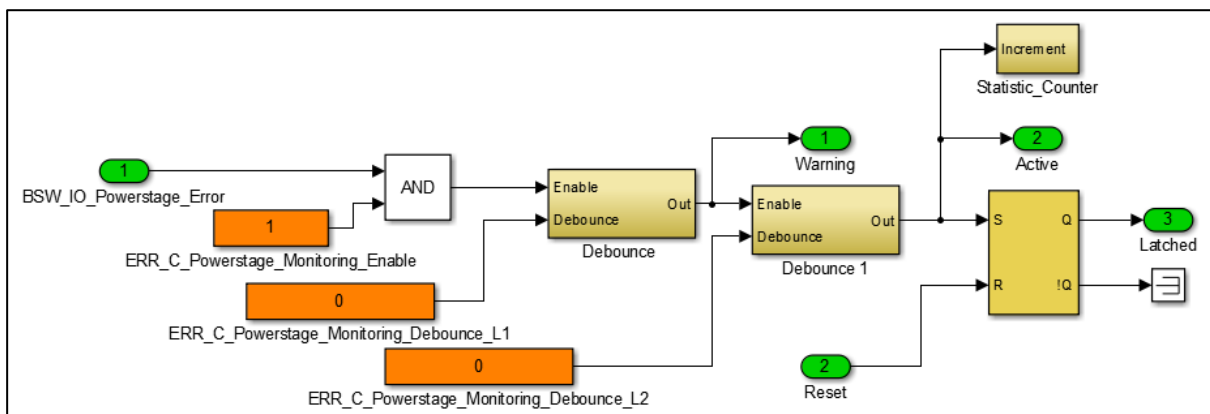 Increment
Statistic_Counter
1
Warning
2
Active
1
BSW_IO_Powerstage_Error
AND
1
ERR_C_Powerstage_Monitoring_Enable
Enable
Debounce
Out
Debounce
Enable
Debounce
Out
Debounce 1
S
R
Q
!Q
3
Latched
0
ERR_C_Powerstage_Monitoring_Debounce_L1
0
ERR_C_Powerstage_Monitoring_Debounce_L2
2
Reset